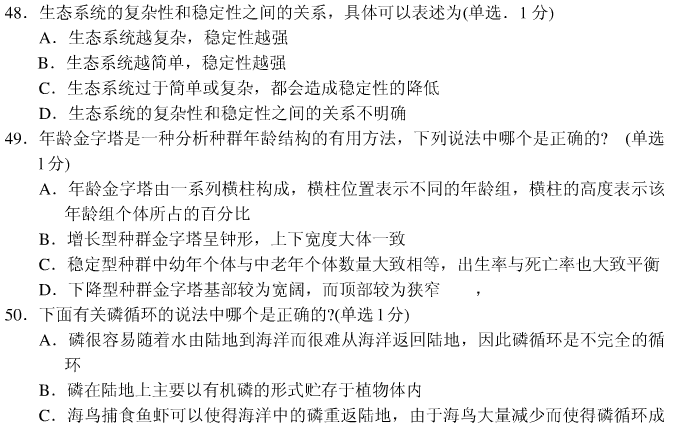 48．生态系统的复杂性和稳定性之间的关系，具体可以表述为(单选．1 分)
A．生态系统越复杂，稳定性越强
B．生态系统越简单，稳定性越强
C．生态系统过于简单或复杂，都会造成稳定性的降低
D．生态系统的复杂性和稳定性之间的关系不明确
49．年龄金字塔是一种分析种群年龄结构的有用方法，下列说法中哪个是正确的? (单选
1 分)
A．年龄金字塔由一系列横柱构成，横柱位置表示不同的年龄组，横柱的高度表示该
年龄组个体所占的百分比
B．增长型种群金字塔呈钟形，上下宽度大体一致
C．稳定型种群中幼年个体与中老年个体数量大致相等，出生率与死亡率也大致平衡
D．下降型种群金字塔基部较为宽阔，而顶部较为狭窄 ，
50．下面有关磷循环的说法中哪个是正确的?(单选 1 分)
A．磷很容易随着水由陆地到海洋而很难从海洋返回陆地，因此磷循环是不完全的循
环
B．磷在陆地上主要以有机磷的形式贮存于植物体内
C．海鸟捕食鱼虾可以使得海洋中的磷重返陆地，由于海鸟大量减少而使得磷循环成